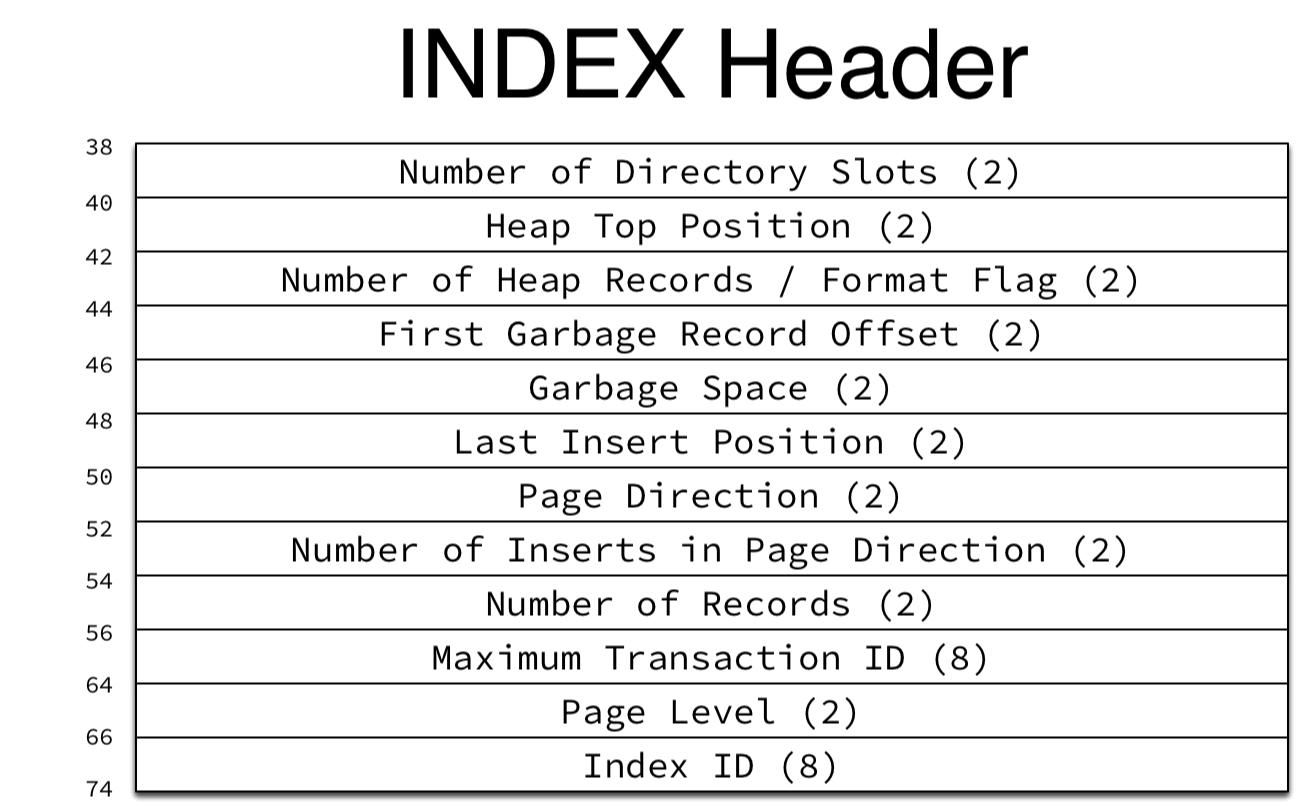 INDEX Header
38
Number of Directory Slots (2)
40
Heap Top Position (2)
42
Number of Heap Records / Format Flag (2)
44
First Garbage Record Offset (2)
46
Garbage Space (2)
48
Last Insert Position (2)
50
Page Direction (2)
52
Number of Inserts in Page Direction (2)
54
Number of Records (2)
56
Maximum Transaction ID (8)
64
Page Level (2)
66
Index ID (8)
74